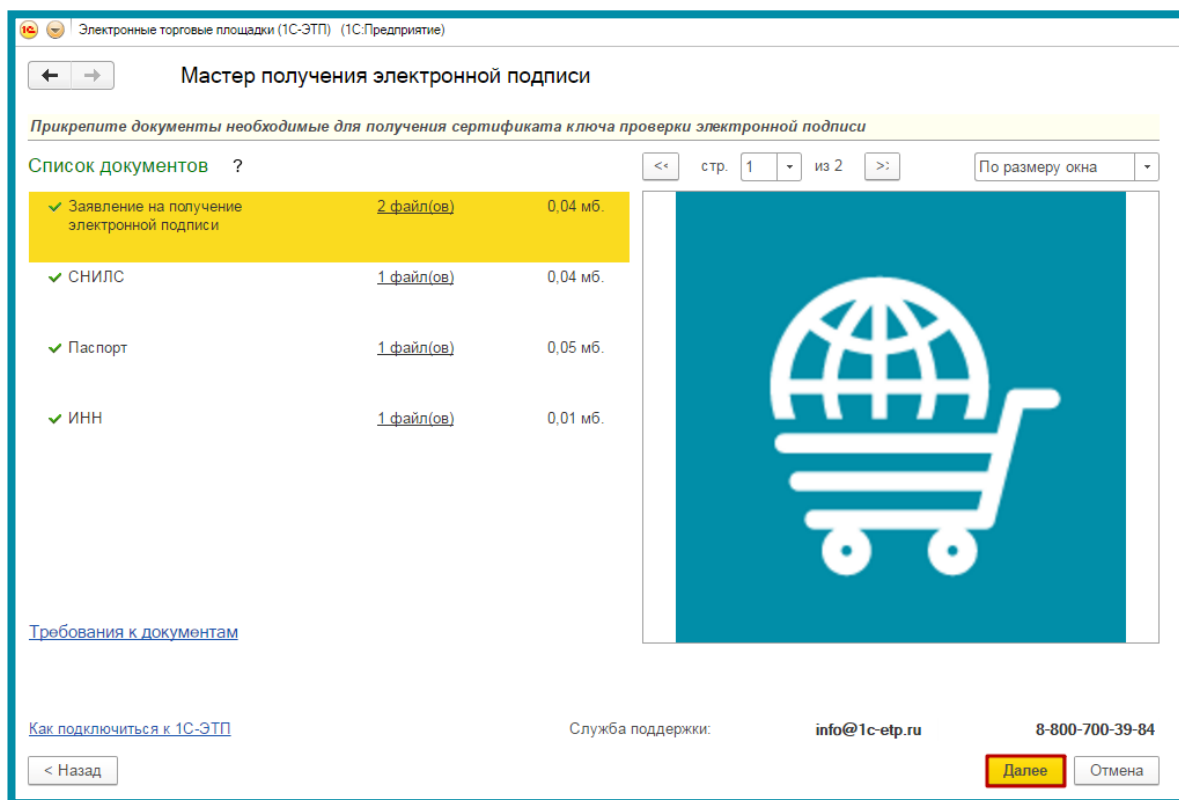 1С Электронные торговые площадки (1С-ЭТП) (1С:Предприятие)
Мастер получения электронной подписи
Прикрепите документы необходимые для получения сертификата ключа проверки электронной подписи
Список документов ?
<< стр. 1 из 2 >: По размеру окна
Заявление на получение 2 файл(ов) 0,04 мб.
электронной подписи
СНИЛС 1 файл(ов) 0,04 мб.
Паспорт 1 файл(ов) 0,05 мб.
ИНН 1 файл(ов) 0,01 мб.
Требования к документам
Как подключиться к 1С-ЭТП Служба поддержки: info@1c-etp.ru 8-800-700-39-84
< Назад Далее Отмена